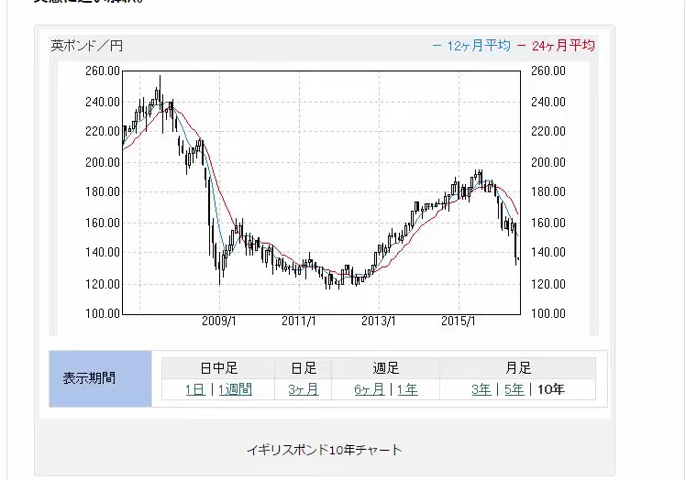 英ポンド／円
－ 12ヶ月平均 － 24ヶ月平均
260.00 260.00
240.00 240.00
220.00 220.00
200.00 200.00
180.00 180.00
160.00 160.00
140.00 140.00
120.00 120.00
100.00 100.00
2009/1 2011/1 2013/1 2015/1
表示期間
日中足 日足 週足 月足
1日 | 1週間 3ヶ月 6ヶ月 | 1年 3年 | 5年 | 10年
イギリスポンド10年チャート